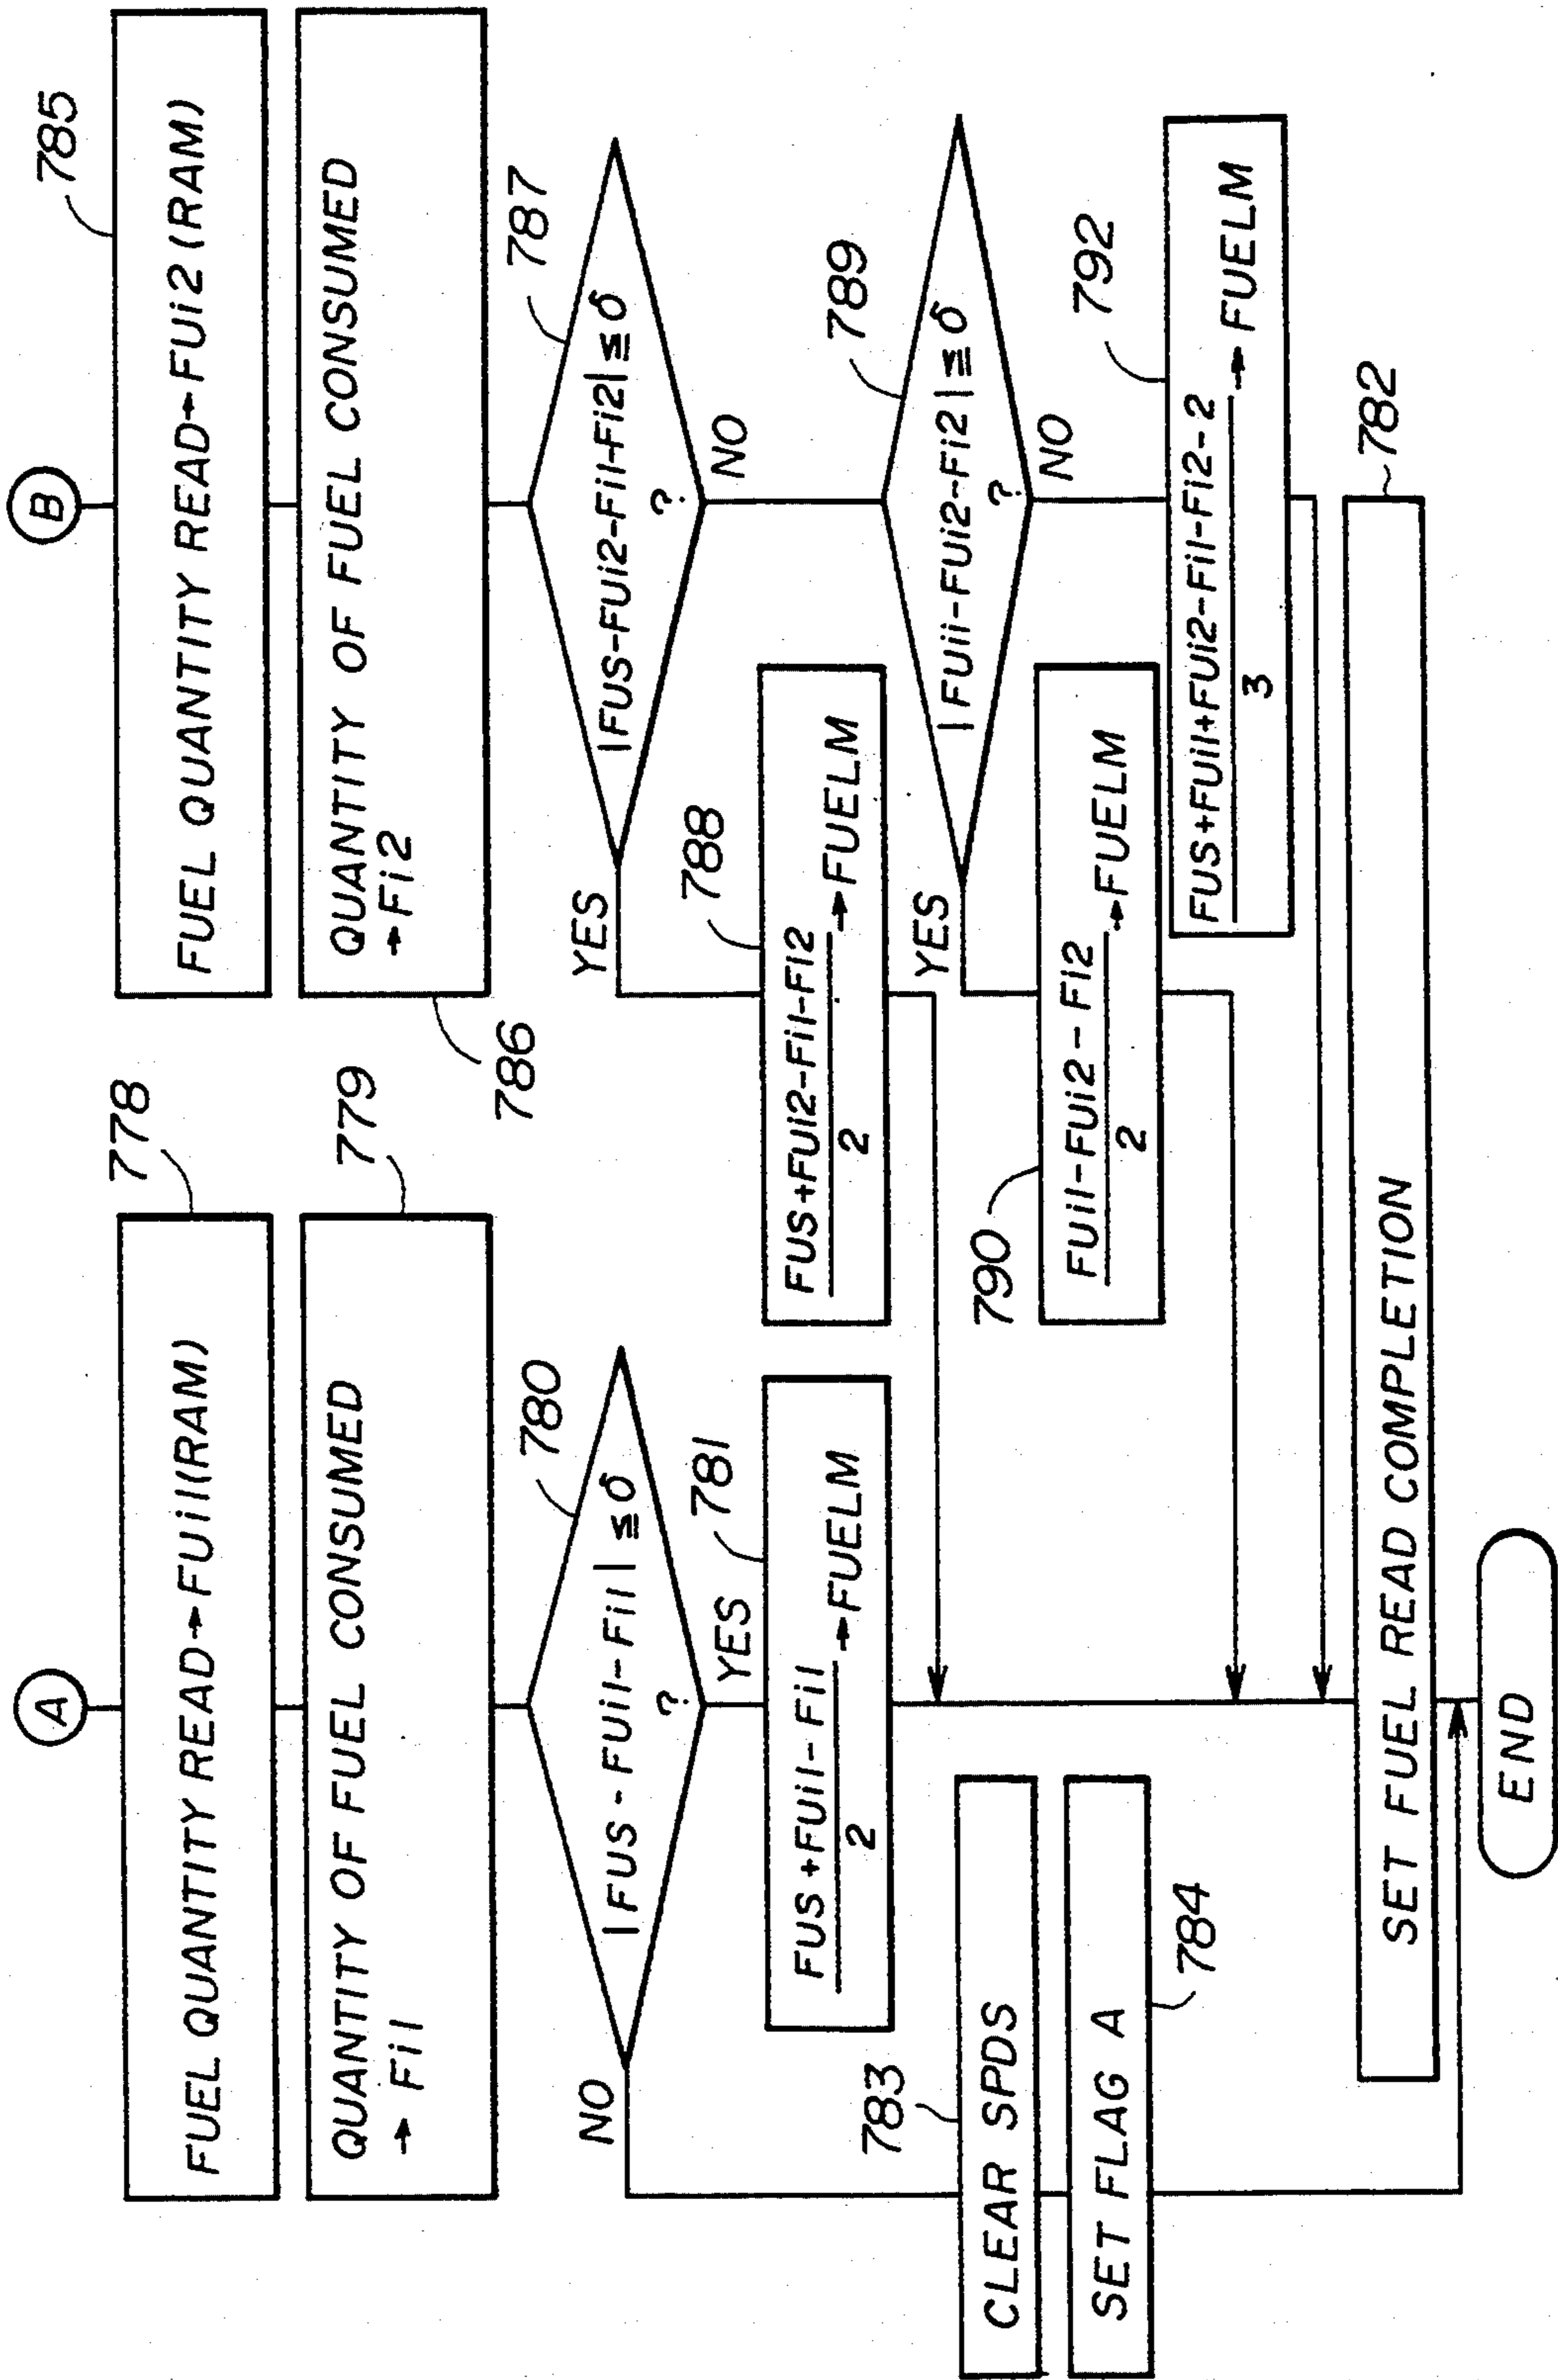 A
778
FUEL QUANTITY READ→FUi1(RAM)
779
QUANTITY OF FUEL CONSUMED
→ Fi1
780
|FUS-FUi1-Fi1|≦δ
?
NO
YES
781
FUS+FUi1-Fi1
2
→FUELM
783
CLEAR SPDS
SET FLAG A
784
B
785
FUEL QUANTITY READ→FUi2(RAM)
QUANTITY OF FUEL CONSUMED
→Fi2
786
787
|FUS-FUi2-Fi1-Fi2|≦δ
?
YES
NO
788
FUS+FUi2-Fi1-Fi2
2
→FUELM
789
|FUii-FUi2-Fi2|≦δ
?
YES
NO
790
FUi1-FUi2-Fi2
2
→FUELM
792
FUS+FUi1+FUi2-Fi1-Fi2-2
3
→FUELM
782
SET FUEL READ COMPLETION
END